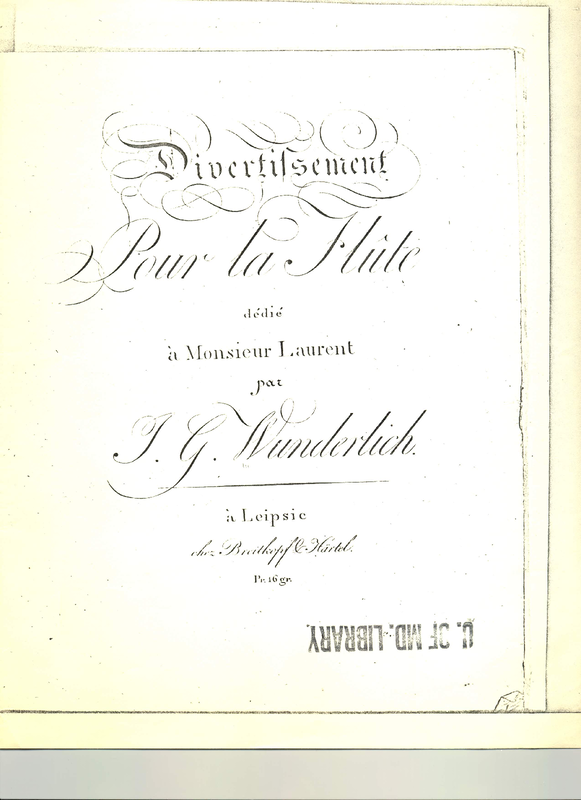 Divertiſsement
Pour la Flûte
dédié
à Monsieur Laurent
par
J. G. Wunderlich.
à Leipsic
chez Breitkopf & Härtel.
Pr. 16 gr.
U. OF MD. LIBRARY